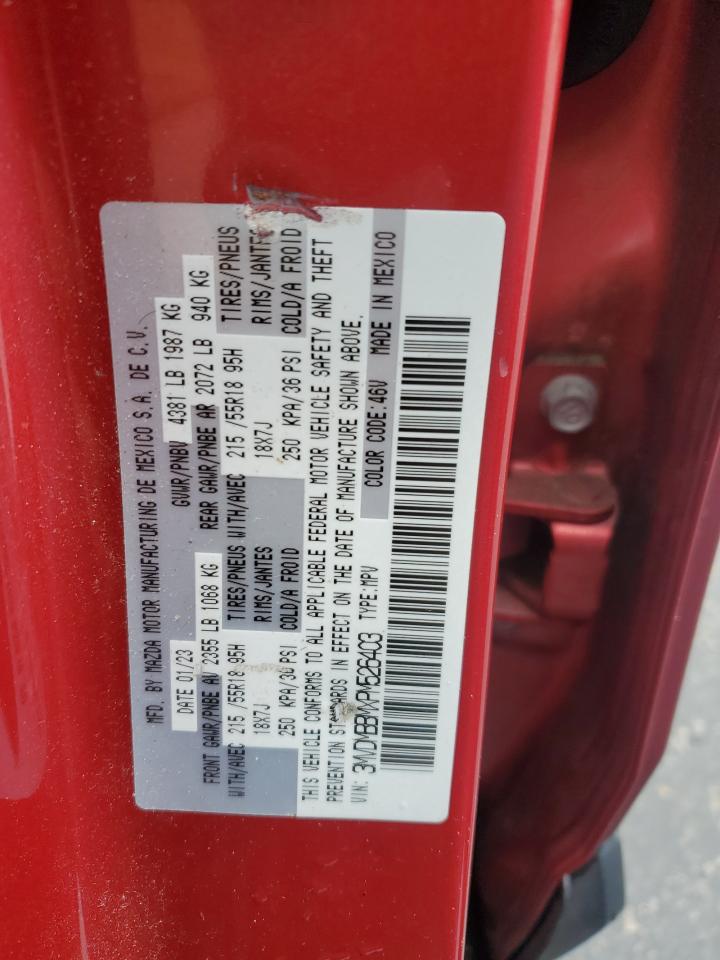 MFD. BY MAZDA MOTOR MANUFACTURING DE MEXICO S.A. DE C.V.
DATE 01/23 GVWR/PNBV 4381 LB 1987 KG
FRONT GAWR/PNBE AV 2355 LB 1068 KG REAR GAWR/PNBE AR 2072 LB 940 KG
WITH/AVEC 215 /55R18 95H TIRES/PNEUS WITH/AVEC 215 /55R18 95H TIRES/PNEUS
18X7J RIMS/JANTES 18X7J RIMS/JANTES
250 KPA/36 PSI COLD/A FROID 250 KPA/36 PSI COLD/A FROID
THIS VEHICLE CONFORMS TO ALL APPLICABLE FEDERAL MOTOR VEHICLE SAFETY AND THEFT
PREVENTION STANDARDS IN EFFECT ON THE DATE OF MANUFACTURE SHOWN ABOVE.
VIN: 3MVDMBBMXPM526403 TYPE:MPV COLOR CODE:46V MADE IN MEXICO